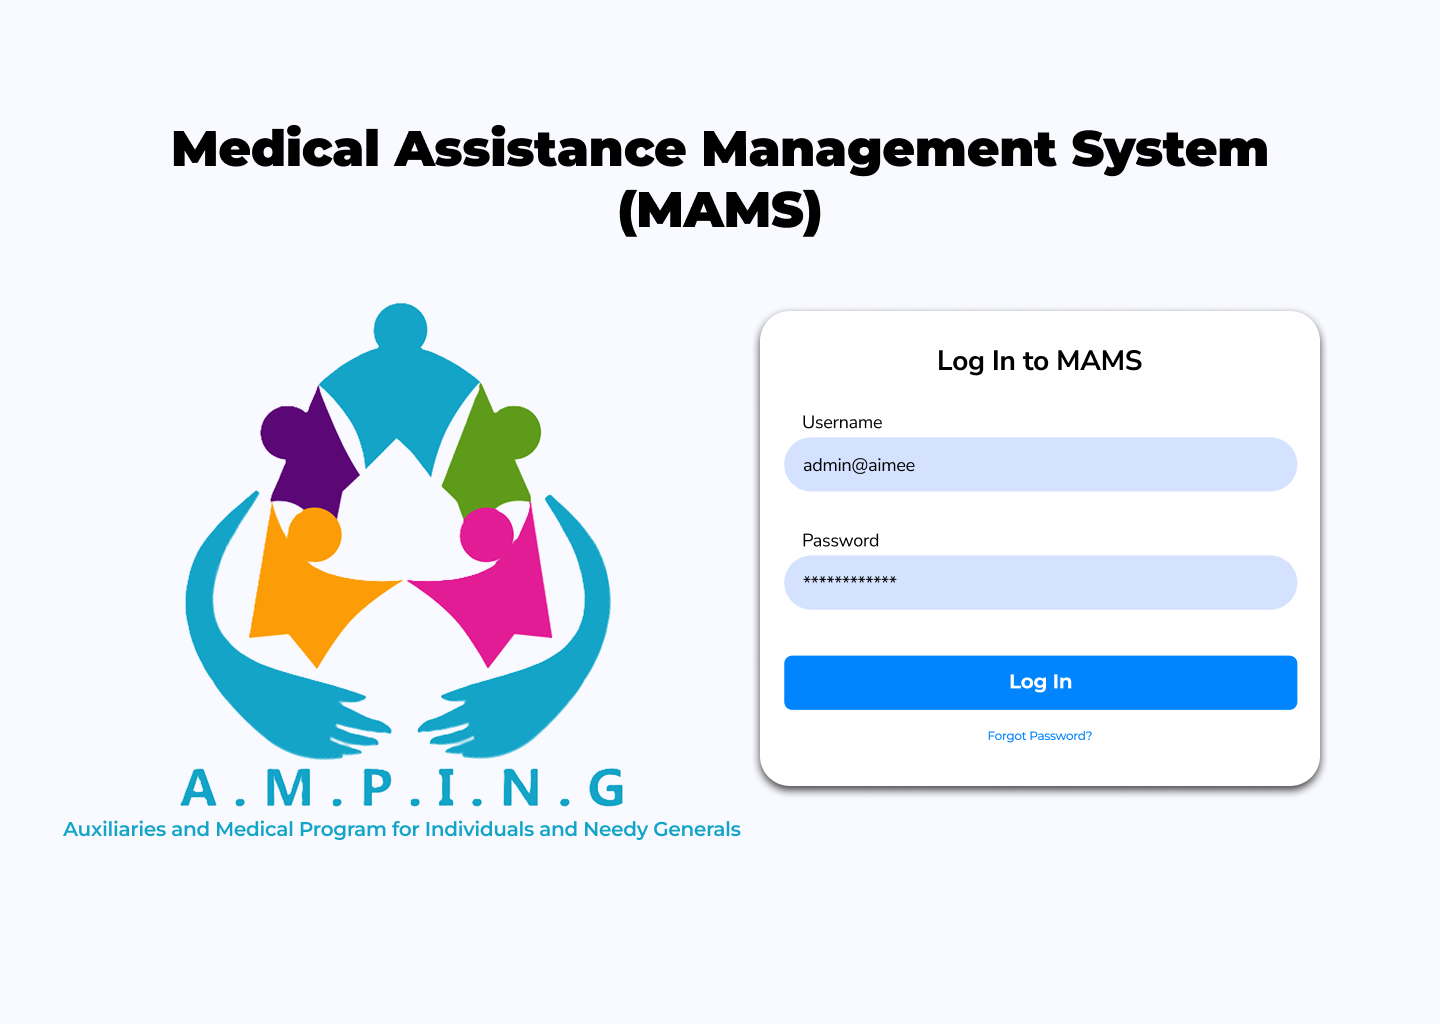 Medical Assistance Management System
(MAMS)
Log In to MAMS
Username
admin@aimee
Password
************
Log In
Forgot Password?
A.M.P.I.N.G
Auxiliaries and Medical Program for Individuals and Needy Generals